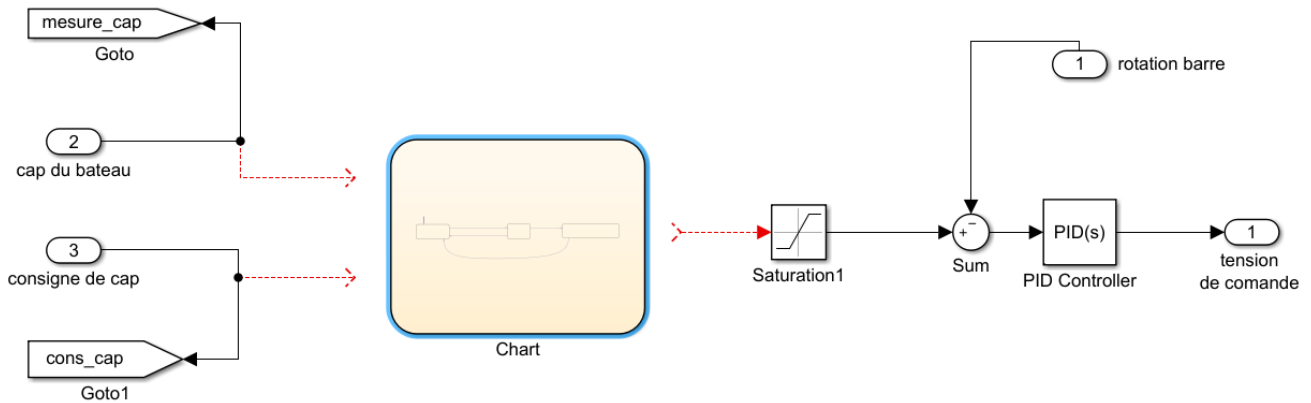 mesure_cap
Goto
2
cap du bateau
3
consigne de cap
cons_cap
Goto1
Chart
Saturation1
+
−
Sum
1
rotation barre
PID(s)
PID Controller
1
tension
de comande